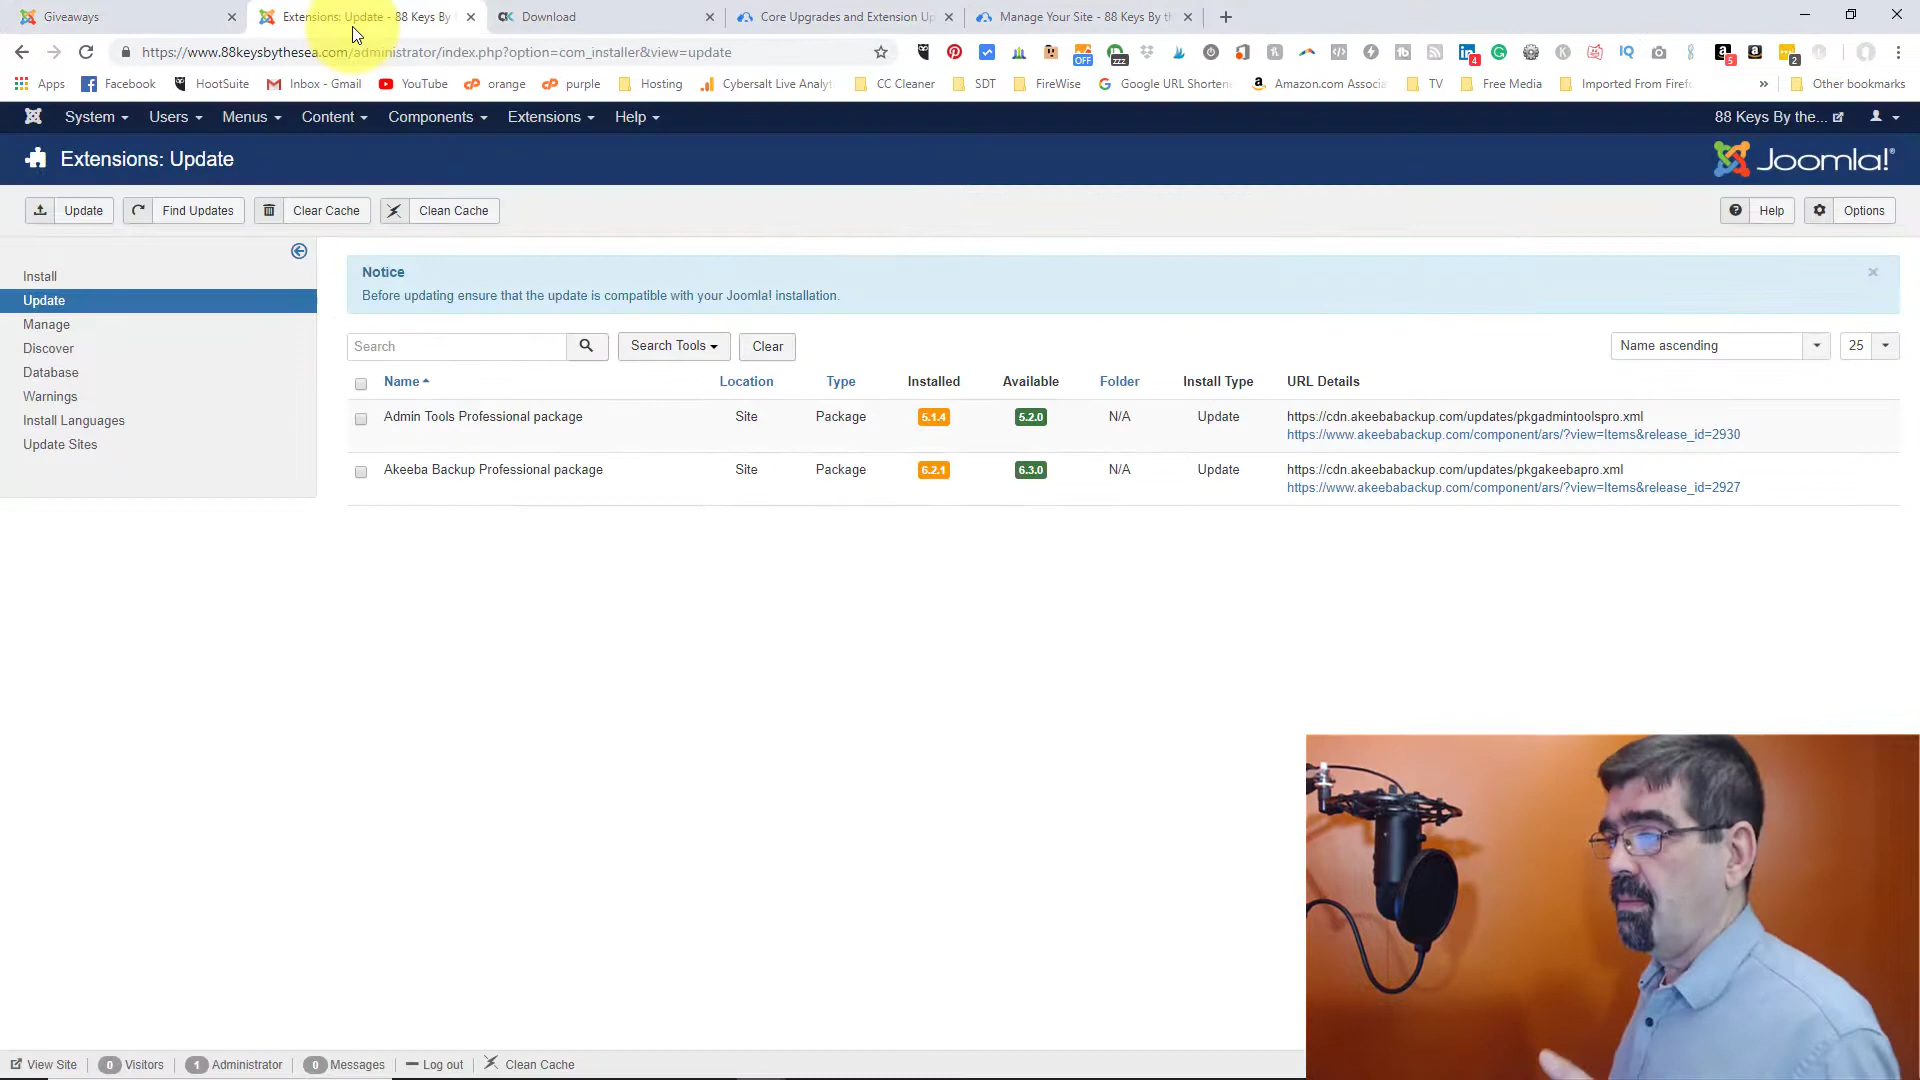 Giveaways
Extensions: Update - 88 Keys By
Download
Core Upgrades and Extension Up
Manage Your Site - 88 Keys By th
https://www.88keysbythesea.com/administrator/index.php?option=com_installer&view=update
OFF
zzz
4
5
2
Apps
Facebook
HootSuite
Inbox - Gmail
YouTube
orange
purple
Hosting
Cybersalt Live Analyt
CC Cleaner
SDT
FireWise
Google URL Shortene
Amazon.com Associa
TV
Free Media
Imported From Firef
Other bookmarks
System
Users
Menus
Content
Components
Extensions
Help
88 Keys By the...
Extensions: Update
Joomla!®
Update
Find Updates
Clear Cache
Clean Cache
Help
Options
Install
Update
Manage
Discover
Database
Warnings
Install Languages
Update Sites
Notice
Before updating ensure that the update is compatible with your Joomla! installation.
Search
Search Tools
Clear
Name ascending
25
Name Location Type Installed Available Folder Install Type URL Details
Admin Tools Professional package Site Package 5.1.4 5.2.0 N/A Update https://cdn.akeebabackup.com/updates/pkgadmintoolspro.xml
https://www.akeebabackup.com/component/ars/?view=Items&release_id=2930
Akeeba Backup Professional package Site Package 6.2.1 6.3.0 N/A Update https://cdn.akeebabackup.com/updates/pkgakeebapro.xml
https://www.akeebabackup.com/component/ars/?view=Items&release_id=2927
View Site
0 Visitors
1 Administrator
0 Messages
Log out
Clean Cache